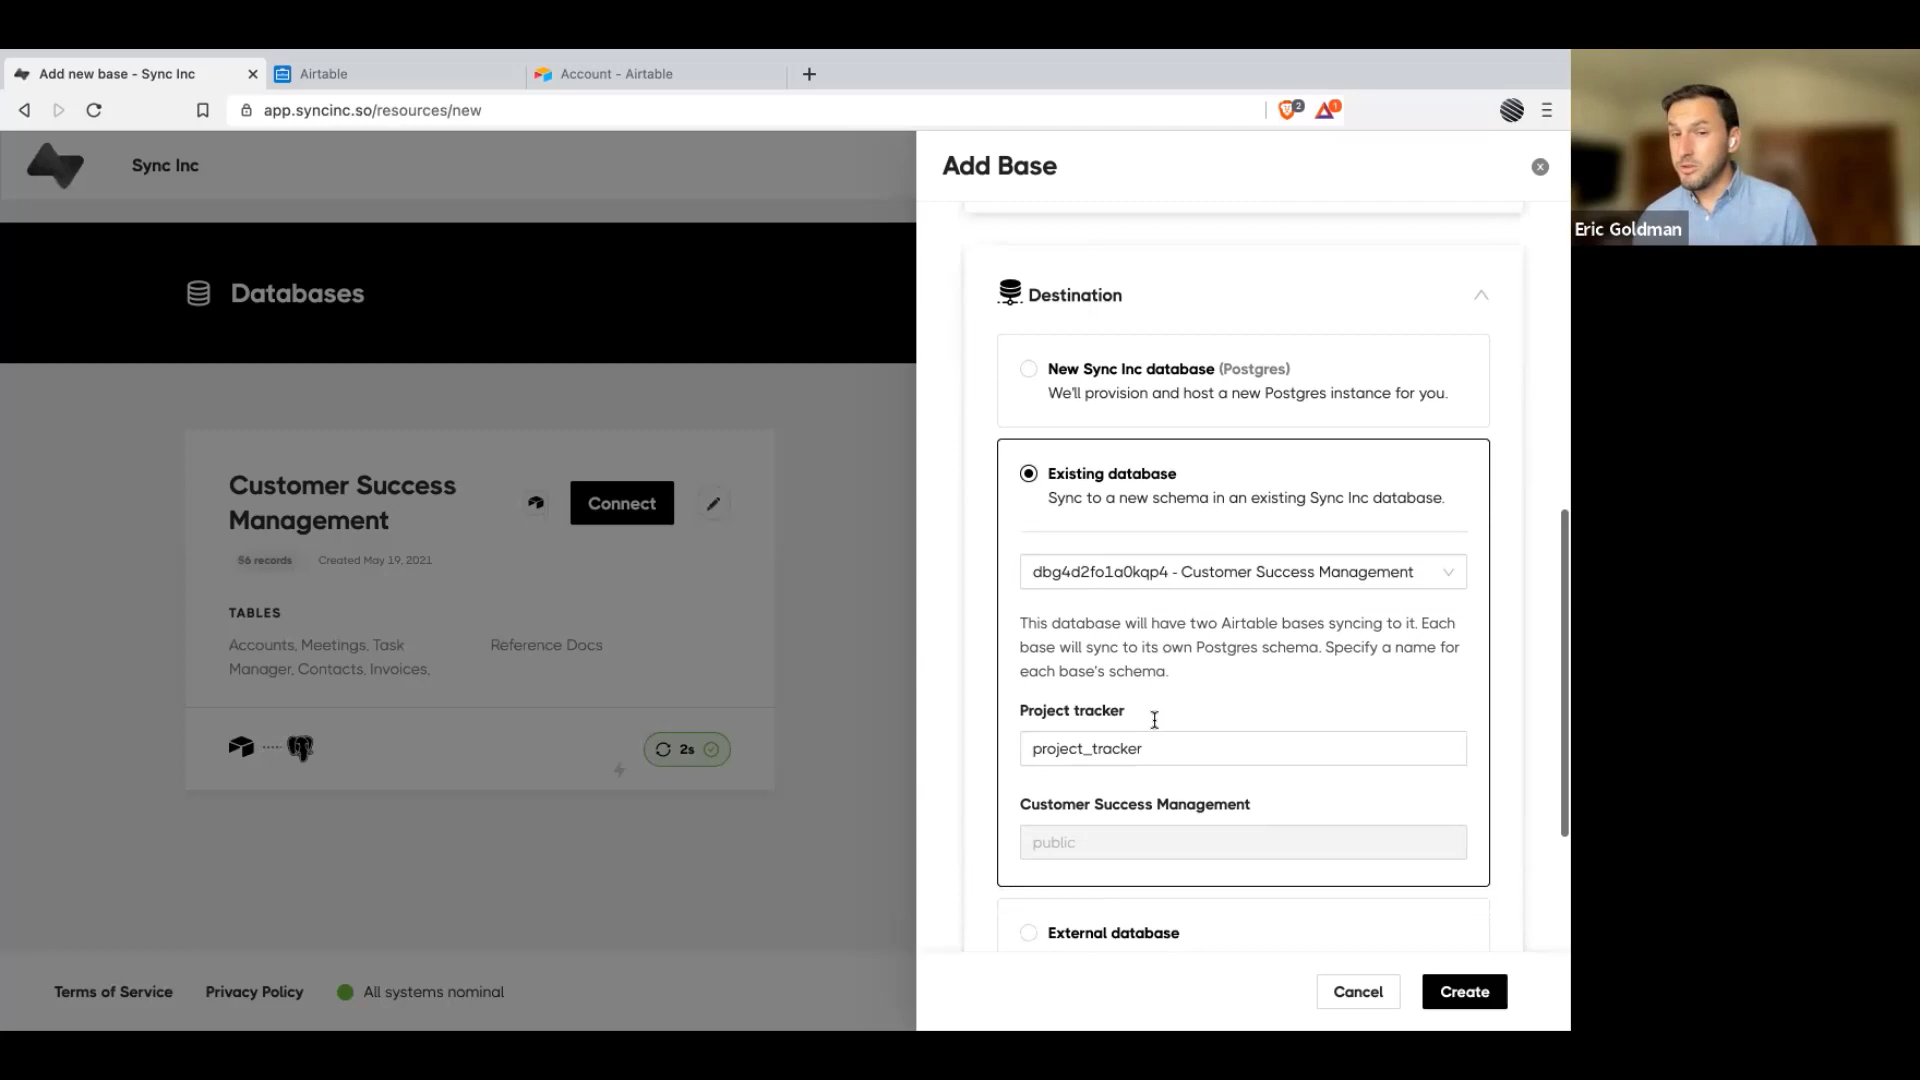 Add new base - Sync Inc
Airtable
Account - Airtable
app.syncinc.so/resources/new
2
1
Eric Goldman
Sync Inc
Add Base
Databases
Destination
New Sync Inc database (Postgres)
We'll provision and host a new Postgres instance for you.
Existing database
Sync to a new schema in an existing Sync Inc database.
Customer Success
Management
Connect
56 records
Created May 19, 2021
dbg4d2fo1a0kqp4 - Customer Success Management
TABLES
Accounts, Meetings, Task
Manager, Contacts, Invoices,
Reference Docs
This database will have two Airtable bases syncing to it. Each
base will sync to its own Postgres schema. Specify a name for
each base's schema.
Project tracker
project_tracker
2s
Customer Success Management
public
External database
Terms of Service
Privacy Policy
All systems nominal
Cancel
Create